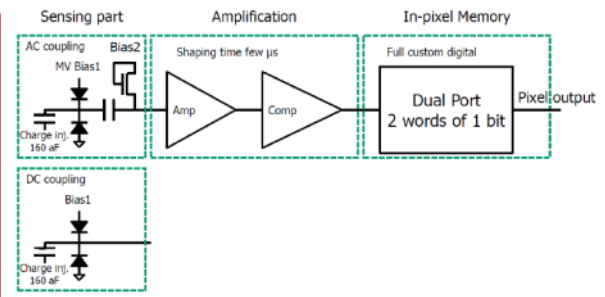 Sensing part
Amplification
In-pixel Memory
AC coupling
Bias2
MV Bias1
Charge inj.
160 aF
Shaping time few μs
Amp
Comp
Full custom digital
Dual Port
2 words of 1 bit
Pixel output
DC coupling
Bias1
Charge inj.
160 aF